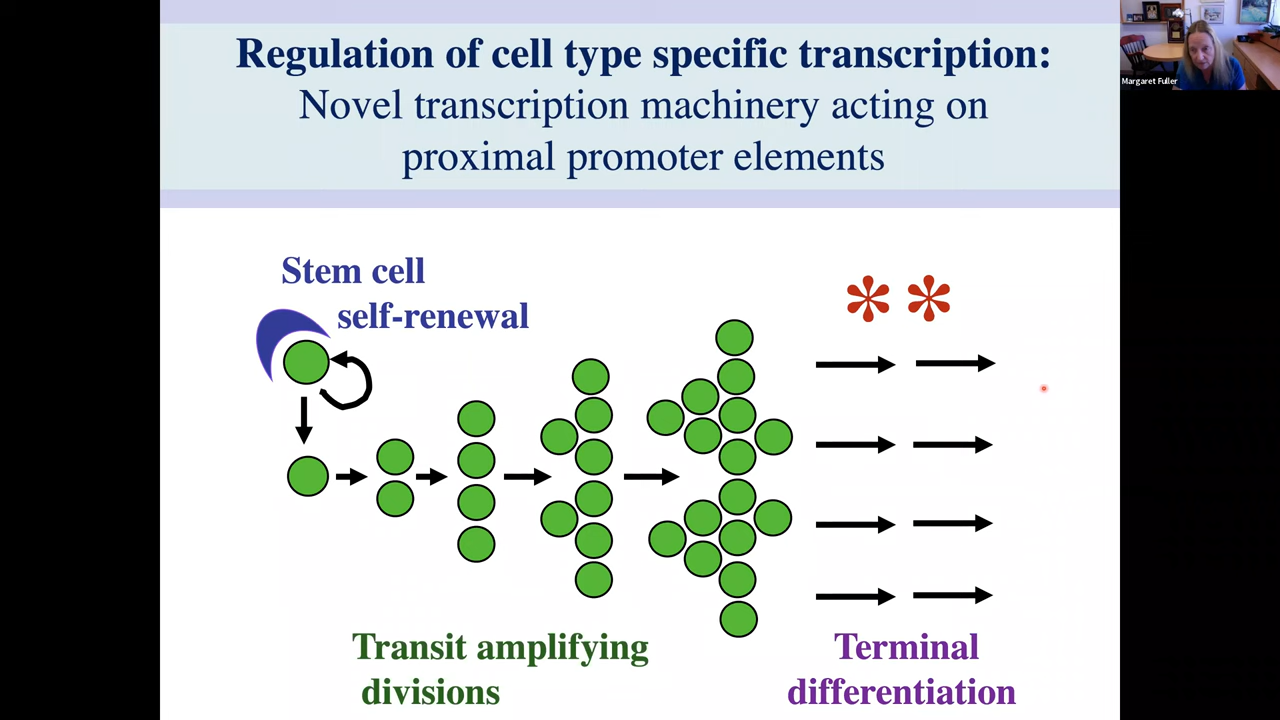 Regulation of cell type specific transcription:
Novel transcription machinery acting on
proximal promoter elements
Margaret Fuller
Stem cell
self-renewal
* *
Transit amplifying
divisions
Terminal
differentiation